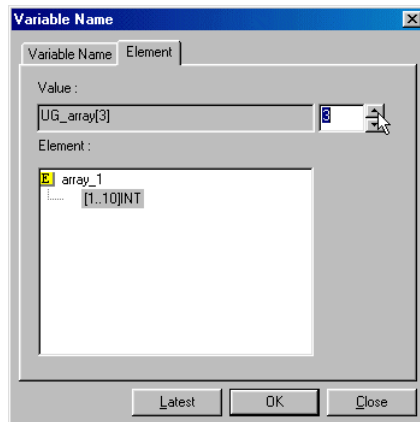 Variable Name
Variable Name Element
Value :
UG_array[3] 3
Element :
E array_1
[1..10]INT
Latest OK Close